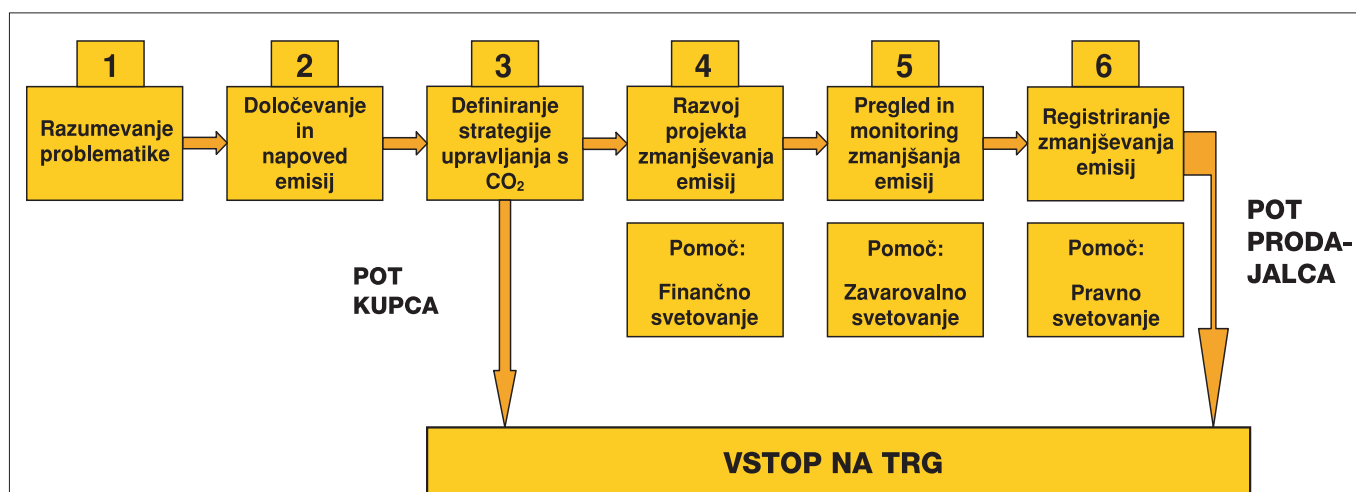 1
Razumevanje
problematike
2
Določevanje
in
napoved
emisij
3
Definiranje
strategije
upravljanja s
CO₂
4
Razvoj
projekta
zmanjševanja
emisij
5
Pregled in
monitoring
zmanjšanja
emisij
6
Registriranje
zmanjševanja
emisij
Pomoč:
Finančno
svetovanje
Pomoč:
Zavarovalno
svetovanje
Pomoč:
Pravno
svetovanje
POT
KUPCA
POT
PRODA-
JALCA
VSTOP NA TRG